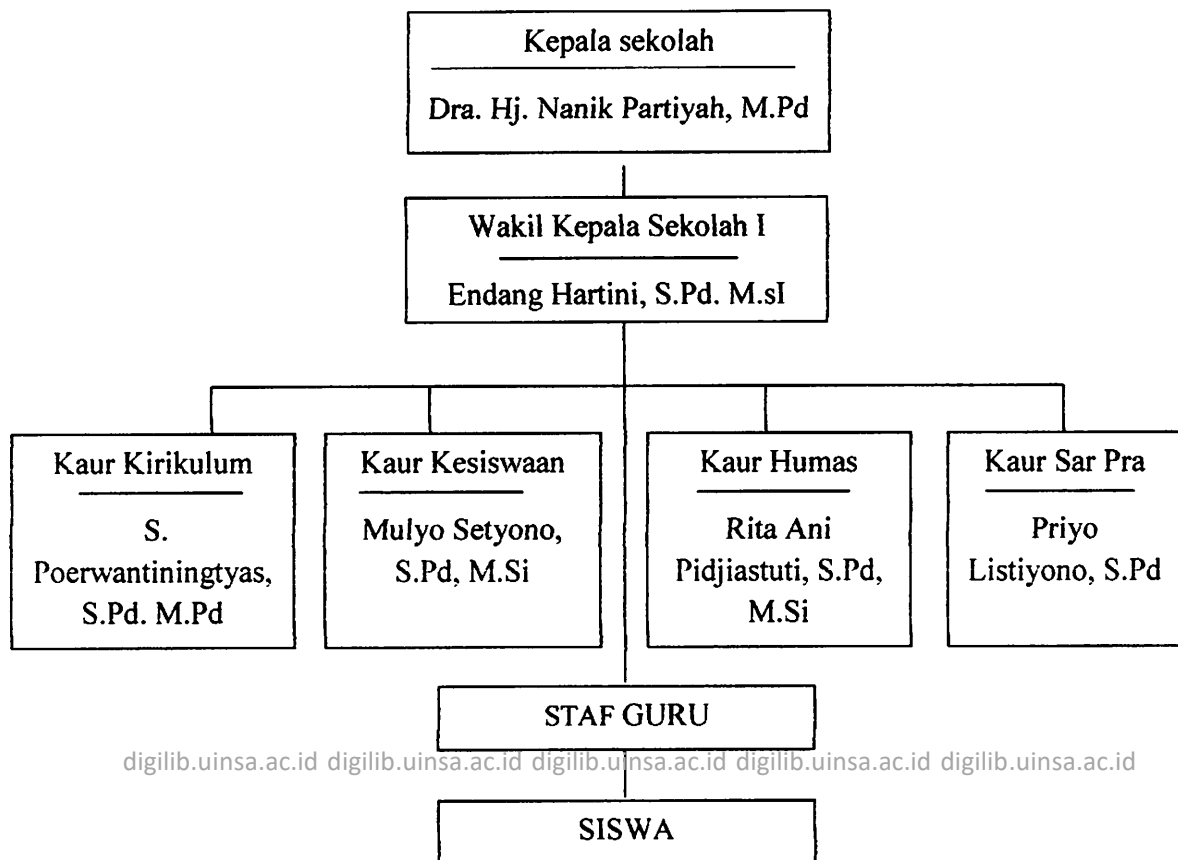 Kepala sekolah
Dra. Hj. Nanik Partiyah, M.Pd
Wakil Kepala Sekolah I
Endang Hartini, S.Pd. M.sI
Kaur Kirikulum
S.
Poerwantiningtyas,
S.Pd. M.Pd
Kaur Kesiswaan
Mulyo Setyono,
S.Pd, M.Si
Kaur Humas
Rita Ani
Pidjiastuti, S.Pd,
M.Si
Kaur Sar Pra
Priyo
Listiyono, S.Pd
STAF GURU
digilib.uinsa.ac.id digilib.uinsa.ac.id digilib.uinsa.ac.id digilib.uinsa.ac.id digilib.uinsa.ac.id
SISWA